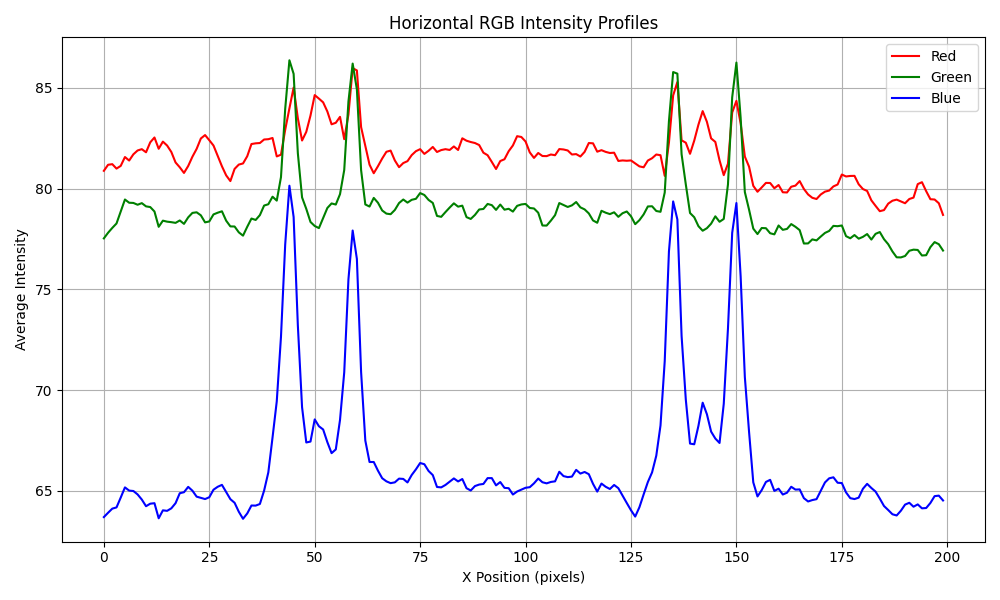 Horizontal RGB Intensity Profiles
Red
Green
Blue
Average Intensity
85
80
75
70
65
0 25 50 75 100 125 150 175 200
X Position (pixels)